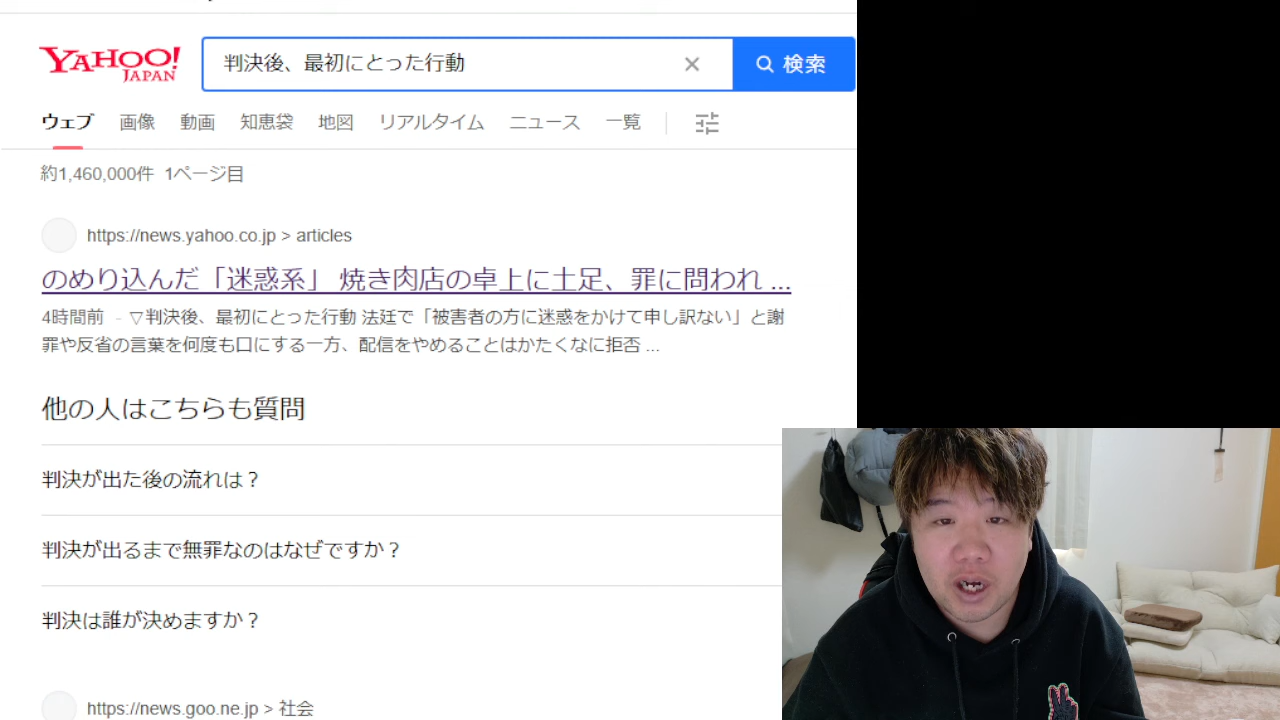 YAHOO!
JAPAN
判決後、最初にとった行動
検索
ウェブ 画像 動画 知恵袋 地図 リアルタイム ニュース 一覧
約1,460,000件 1ページ目
https://news.yahoo.co.jp > articles
のめり込んだ「迷惑系」 焼き肉店の卓上に土足、罪に問われ ...
4時間前 - ▽判決後、最初にとった行動 法廷で「被害者の方に迷惑をかけて申し訳ない」と謝
罪や反省の言葉を何度も口にする一方、配信をやめることはかたくなに拒否 ...
他の人はこちらも質問
判決が出た後の流れは？
判決が出るまで無罪なのはなぜですか？
判決は誰が決めますか？
https://news.goo.ne.jp > 社会